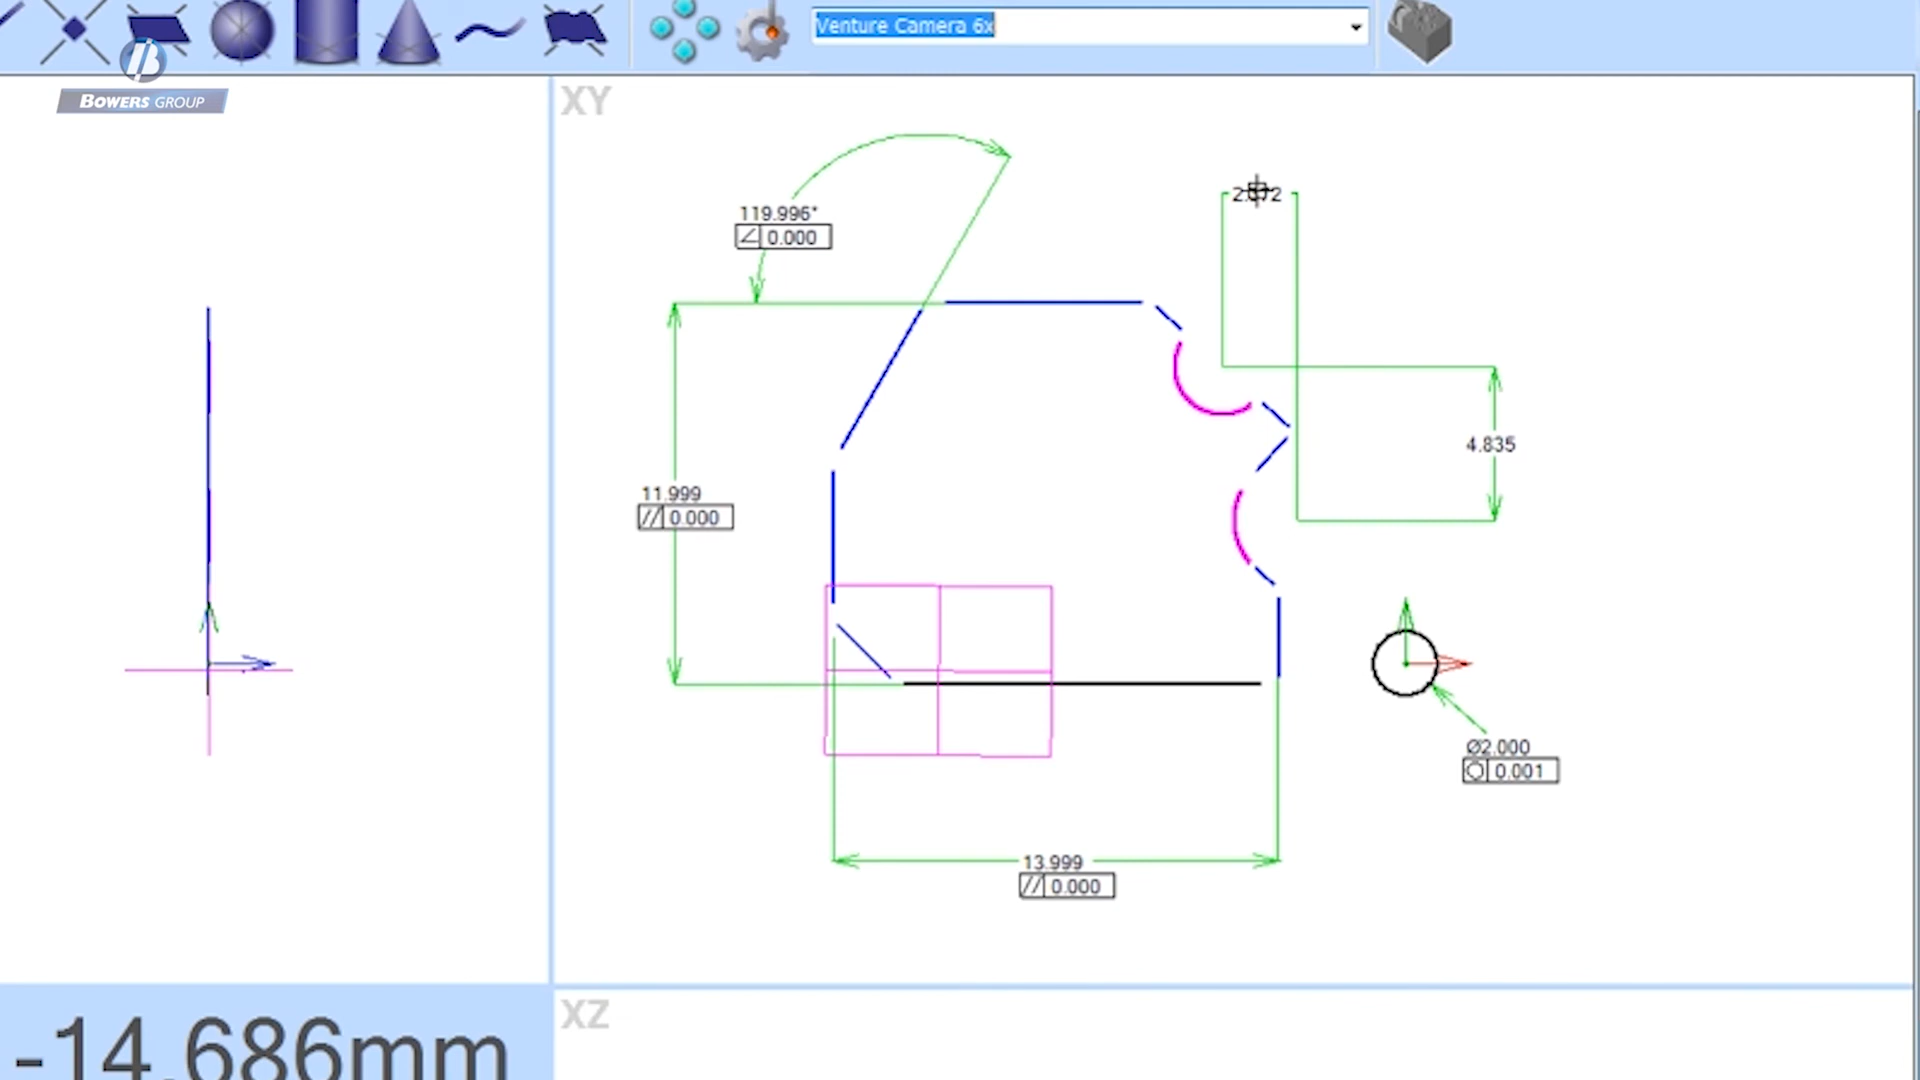 Venture Camera 6x
BOWERS GROUP
XY
119.996°
∠ 0.000
11.999
// 0.000
4.835
Ø2.000
○ 0.001
13.999
// 0.000
XZ
-14.686mm